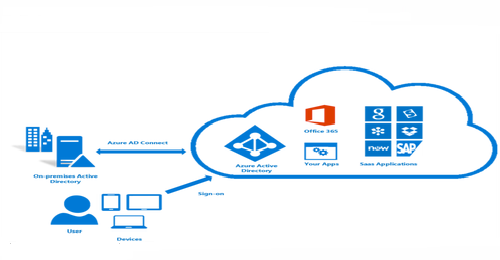 Office 365
Azure AD Connect
Azure Active
Directory
Your Apps
now
SAP
Saas Applications
On-premises Active
Directory
Sign-on
User
Devices